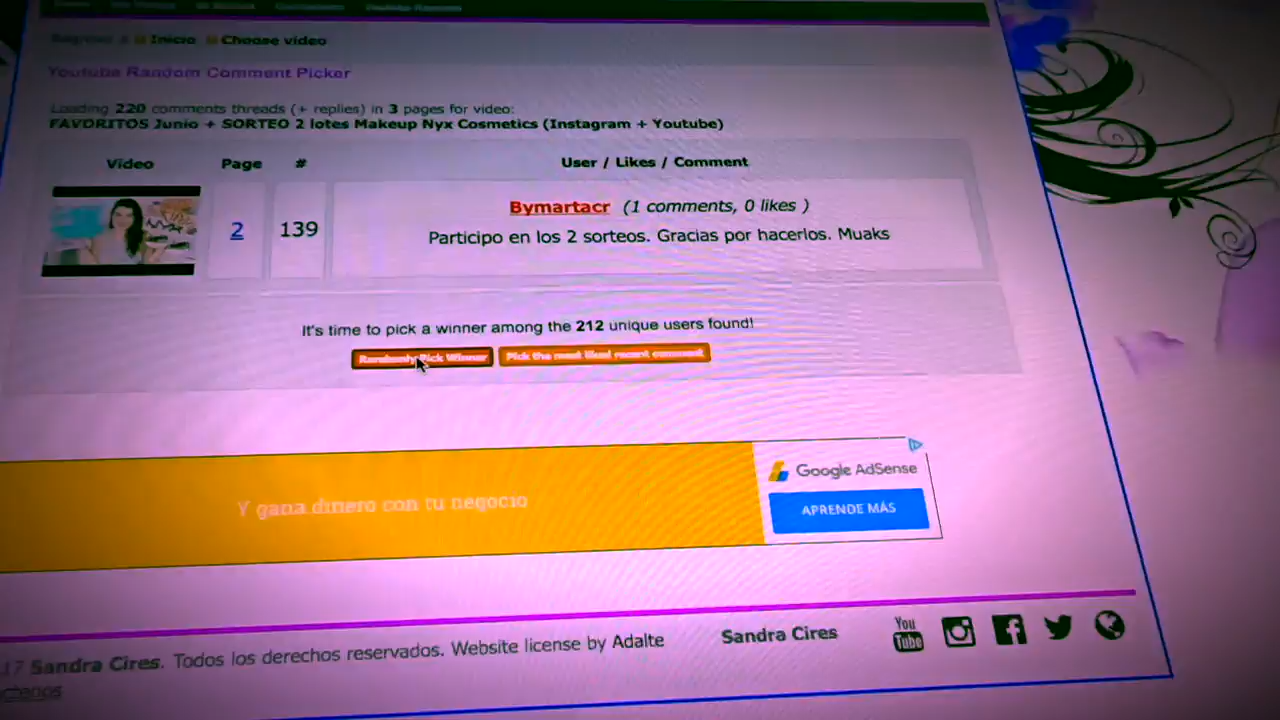 Inicio Choose video
Youtube Random Comment Picker
Loading 220 comments threads (+ replies) in 3 pages for video:
FAVORITOS Junio + SORTEO 2 lotes Makeup Nyx Cosmetics (Instagram + Youtube)
Video Page # User / Likes / Comment
Bymartacr (1 comments, 0 likes )
2 139
Participo en los 2 sorteos. Gracias por hacerlos. Muaks
It's time to pick a winner among the 212 unique users found!
Randomly Pick Winner Pick the most liked recent comment
Google AdSense
Y gana dinero con tu negocio
APRENDE MÁS
17 Sandra Cires. Todos los derechos reservados. Website license by Adalte
Sandra Cires
You Tube